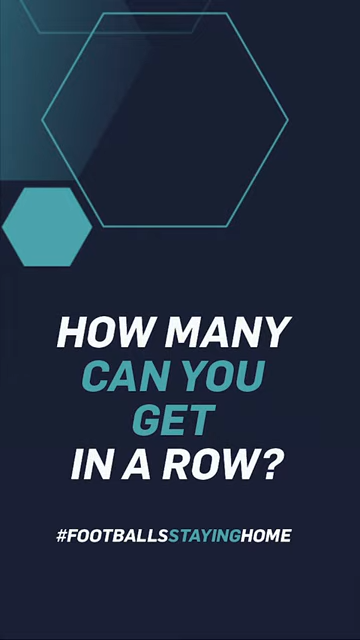 HOW MANY
CAN YOU
GET
IN A ROW?
#FOOTBALLSSTAYINGHOME